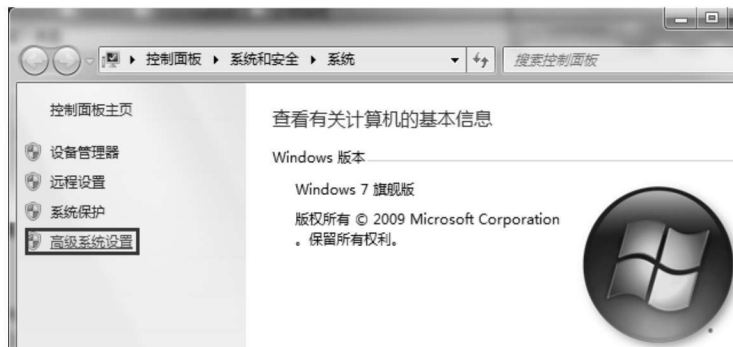 控制面板 系统和安全 系统 搜索控制面板
控制面板主页
设备管理器
远程设置
系统保护
高级系统设置
查看有关计算机的基本信息
Windows 版本
Windows 7 旗舰版
版权所有 © 2009 Microsoft Corporation
。保留所有权利。